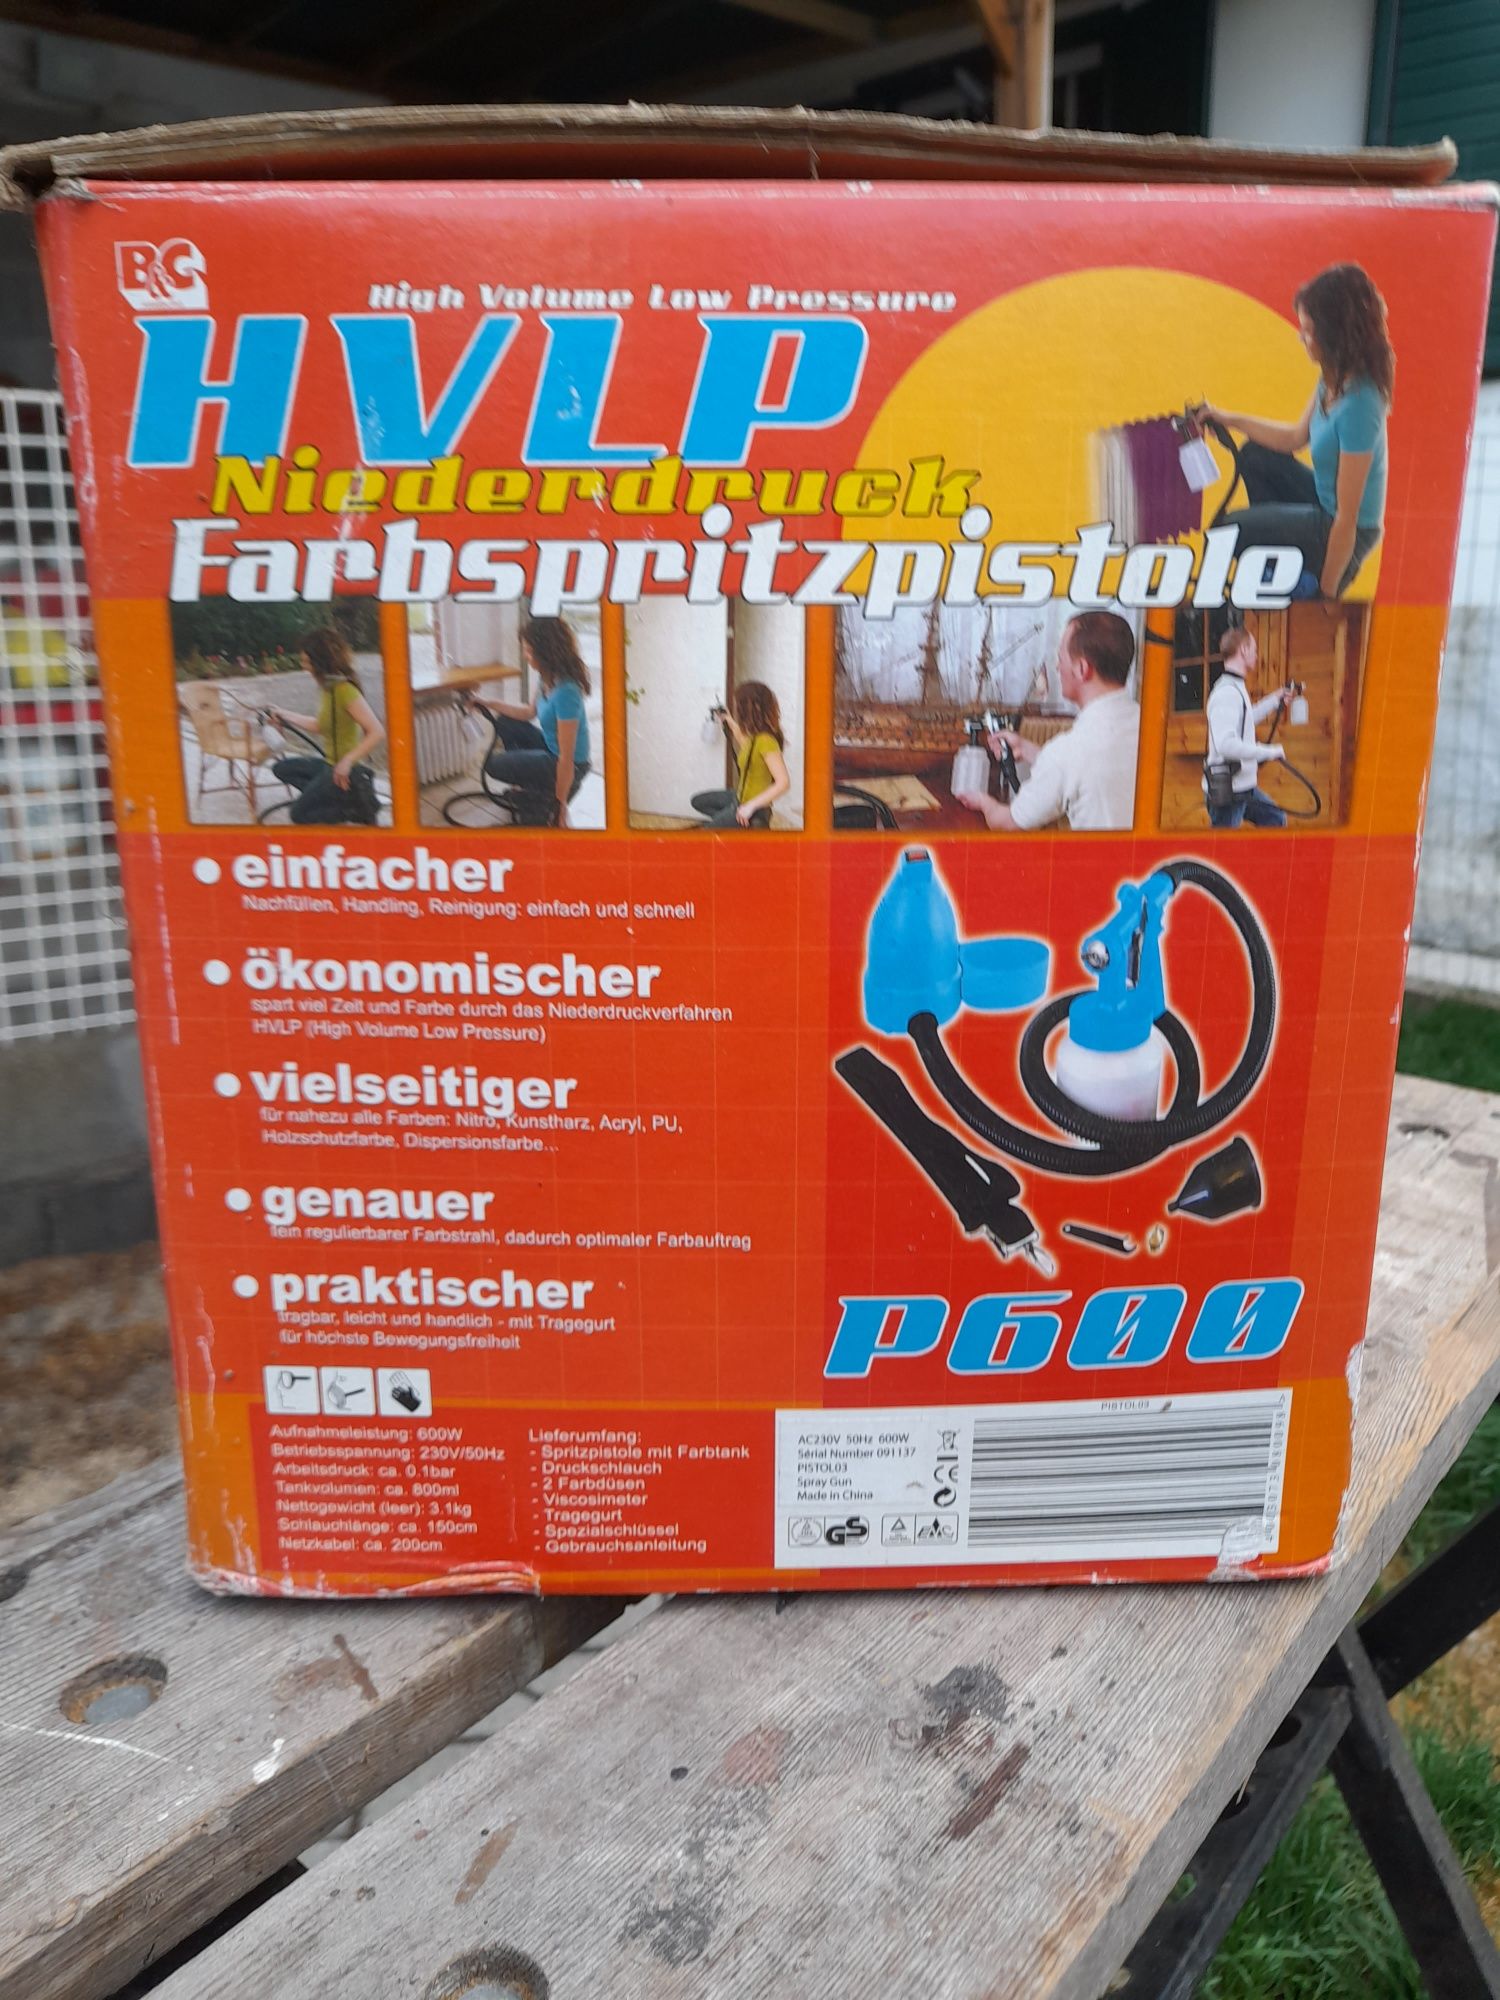 B&C
High Volume Low Pressure
HVLP
Niederdruck
Farbspritzpistole
• einfacher
Nachfüllen, Handling, Reinigung: einfach und schnell
• ökonomischer
spart viel Zeit und Farbe durch das Niederdruckverfahren
HVLP (High Volume Low Pressure)
• vielseitiger
für nahezu alle Farben: Nitro, Kunstharz, Acryl, PU,
Holzschutzfarbe, Dispersionsfarbe...
• genauer
fein regulierbarer Farbstrahl, dadurch optimaler Farbauftrag
• praktischer
tragbar, leicht und handlich - mit Tragegurt
für höchste Bewegungsfreiheit
P600
Aufnahmeleistung: 600W
Betriebsspannung: 230V/50Hz
Arbeitsdruck: ca. 0.1bar
Tankvolumen: ca. 800ml
Nettogewicht (leer): 3.1kg
Schlauchlänge: ca. 150cm
Netzkabel: ca. 200cm
Lieferumfang:
- Spritzpistole mit Farbtank
- Druckschlauch
- 2 Farbdüsen
- Viscosimeter
- Tragegurt
- Spezialschlüssel
- Gebrauchsanleitung
AC230V 50Hz 600W
Serial Number 091137
PISTOL03
Spray Gun
Made in China
CE
GS
EMC
PISTOL03